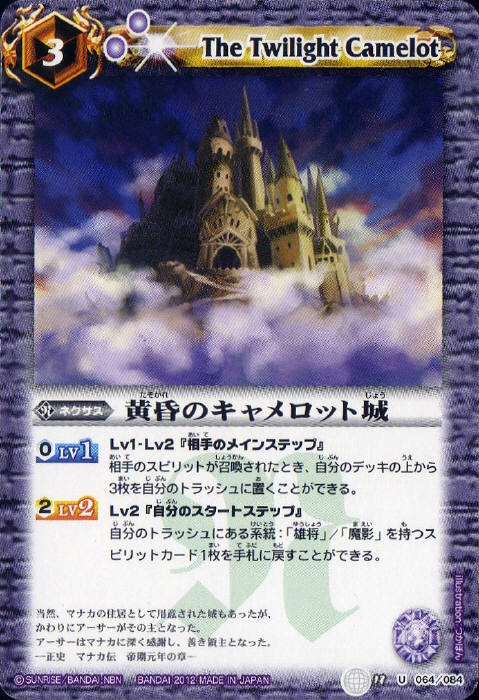 3
The Twilight Camelot
ネクサス
黄昏のキャメロット城
0 LV1
Lv1・Lv2『相手のメインステップ』
相手のスピリットが召喚されたとき、自分のデッキの上から
3枚を自分のトラッシュに置くことができる。
2 LV2
Lv2『自分のスタートステップ』
自分のトラッシュにある系統:「雄将」/「魔影」を持つス
ピリットカード1枚を手札に戻すことができる。
当然、マナカの住居として用意された城もあったが、
かわりにアーサーがその主となった。
アーサーはマナカに深く感謝し、善き領主となった。
―正史 マナカ伝 帝期元年の章―
illustration つのぽん
©SUNRISE/BANDAI,NBN BANDAI 2012 MADE IN JAPAN
U 064/084